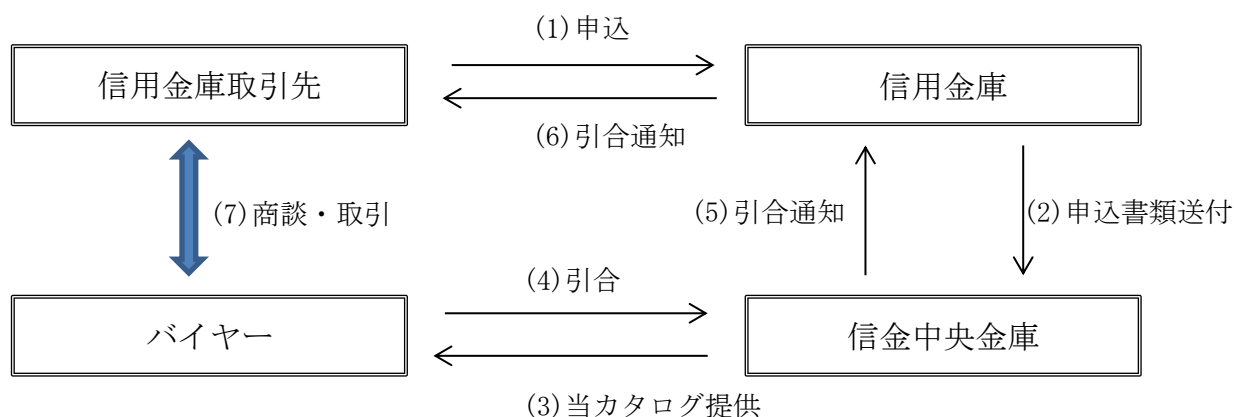 (1)申込
信用金庫取引先
信用金庫
(6)引合通知
(7)商談・取引
(5)引合通知
(2)申込書類送付
(4)引合
バイヤー
信金中央金庫
(3)当カタログ提供